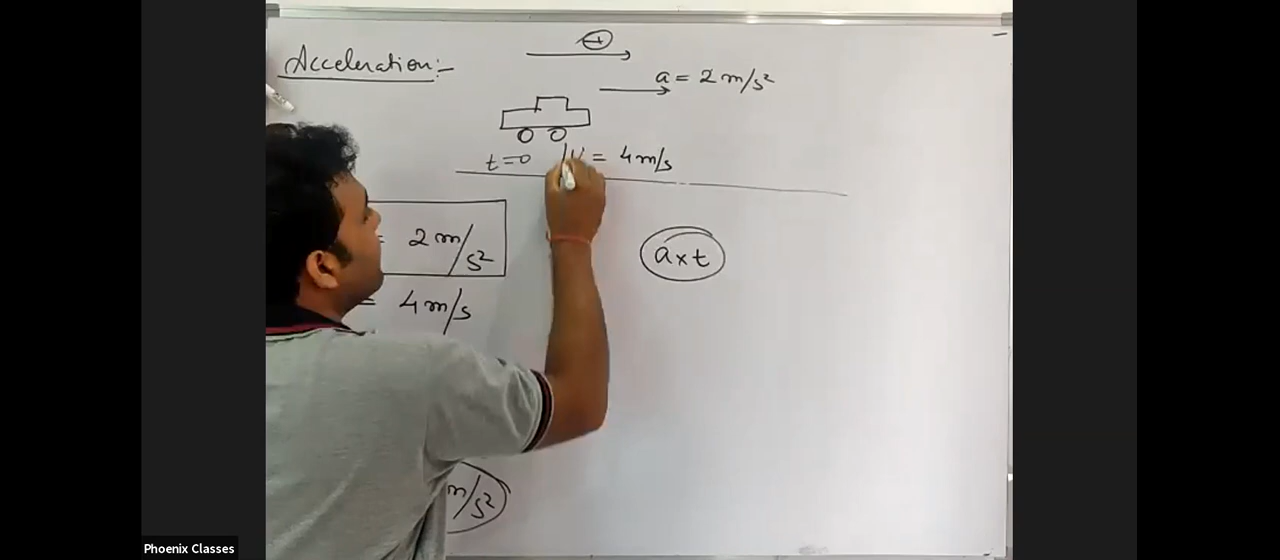 Acceleration:-
+
a = 2 m/s²
t = 0 = 4 m/s
= 2 m/s²
a × t
= 4 m/s
m/s²
Phoenix Classes